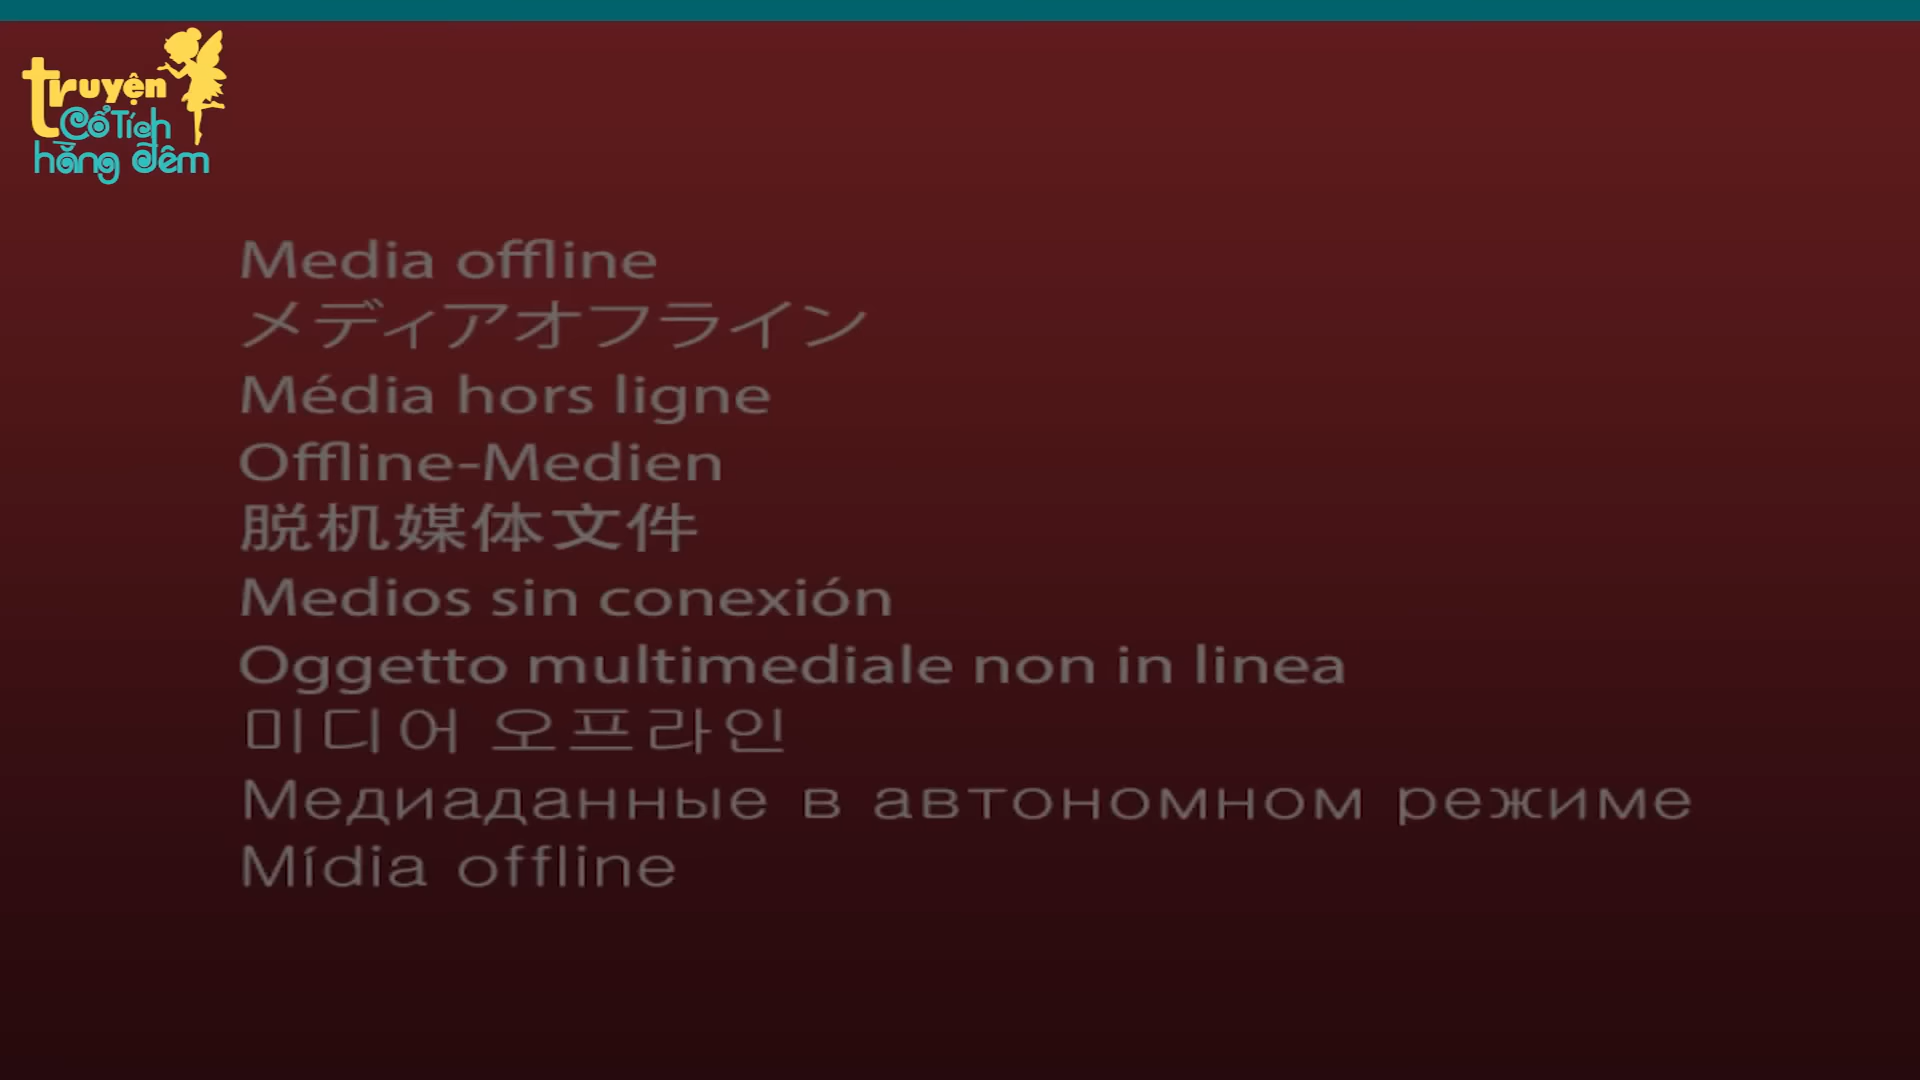 truyện
Cổ Tích
hằng đêm
Media offline
メディアオフライン
Média hors ligne
Offline-Medien
脱机媒体文件
Medios sin conexión
Oggetto multimediale non in linea
미디어 오프라인
Медиаданные в автономном режиме
Mídia offline